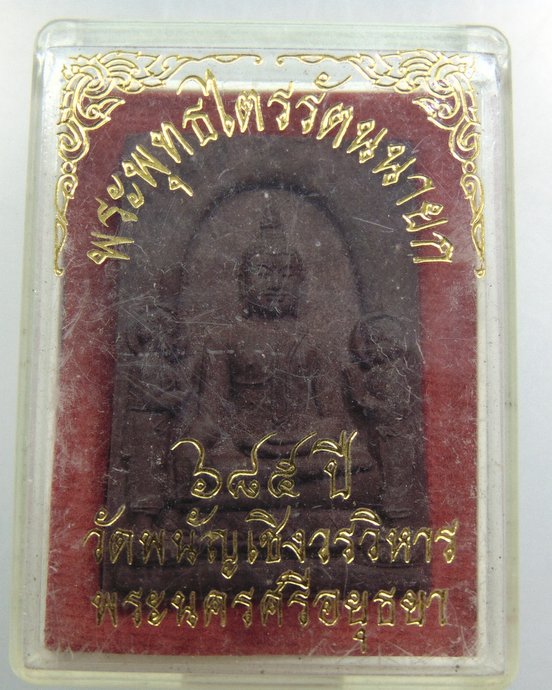 พระพุทธไตรรัตนนายก
๖๘๕ ปี
วัดพนัญเชิงวรวิหาร
พระนครศรีอยุธยา